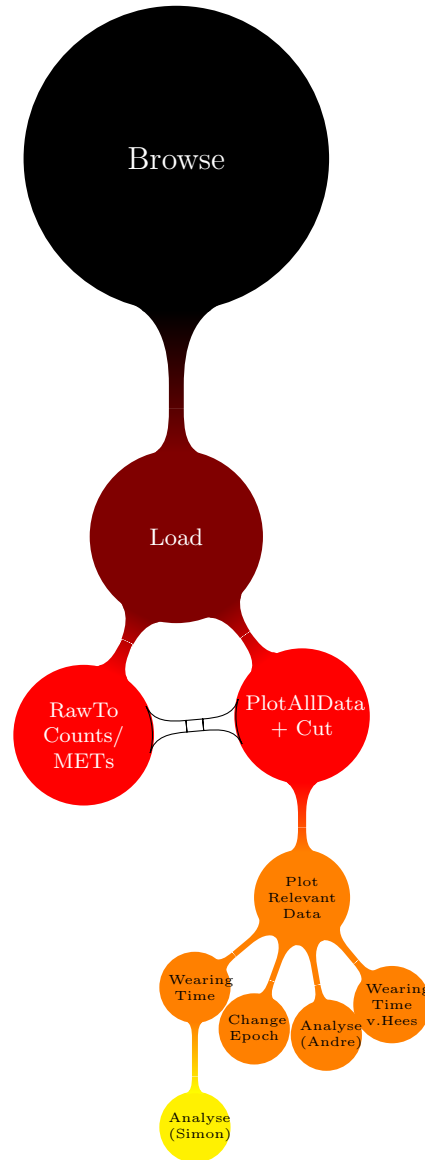 Browse
Load
RawTo
Counts/
METs
PlotAllData
+ Cut
Plot
Relevant
Data
Wearing
Time
Change
Epoch
Analyse
(Andre)
Wearing
Time
v.Hees
Analyse
(Simon)